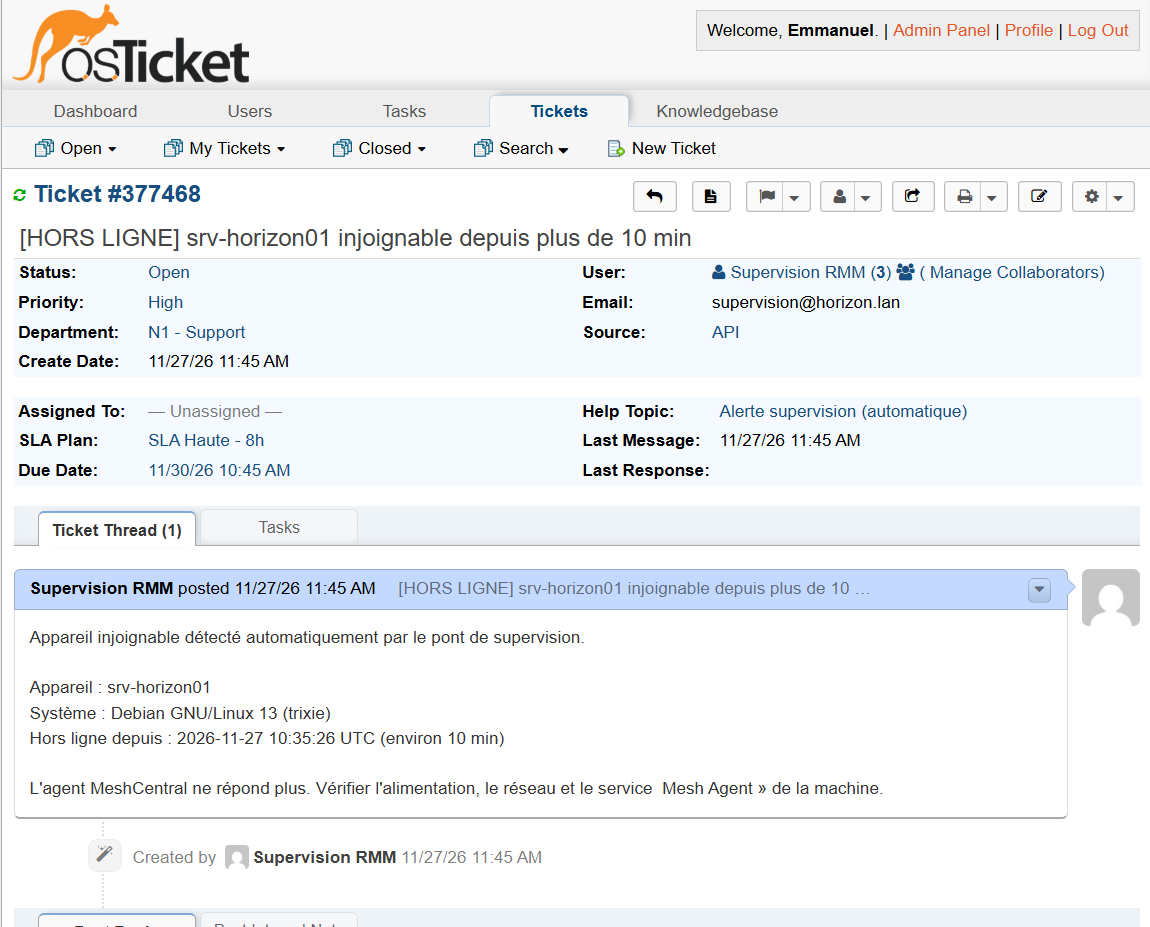 osTicket
Welcome, Emmanuel. | Admin Panel | Profile | Log Out
Dashboard Users Tasks Tickets Knowledgebase
Open My Tickets Closed Search New Ticket
Ticket #377468
[HORS LIGNE] srv-horizon01 injoignable depuis plus de 10 min
Status: Open
Priority: High
Department: N1 - Support
Create Date: 11/27/26 11:45 AM
User: Supervision RMM (3) ( Manage Collaborators)
Email: supervision@horizon.lan
Source: API
Assigned To: — Unassigned —
SLA Plan: SLA Haute - 8h
Due Date: 11/30/26 10:45 AM
Help Topic: Alerte supervision (automatique)
Last Message: 11/27/26 11:45 AM
Last Response:
Ticket Thread (1) Tasks
Supervision RMM posted 11/27/26 11:45 AM [HORS LIGNE] srv-horizon01 injoignable depuis plus de 10 …
Appareil injoignable détecté automatiquement par le pont de supervision.
Appareil : srv-horizon01
Système : Debian GNU/Linux 13 (trixie)
Hors ligne depuis : 2026-11-27 10:35:26 UTC (environ 10 min)
L'agent MeshCentral ne répond plus. Vérifier l'alimentation, le réseau et le service  Mesh Agent » de la machine.
Created by Supervision RMM 11/27/26 11:45 AM